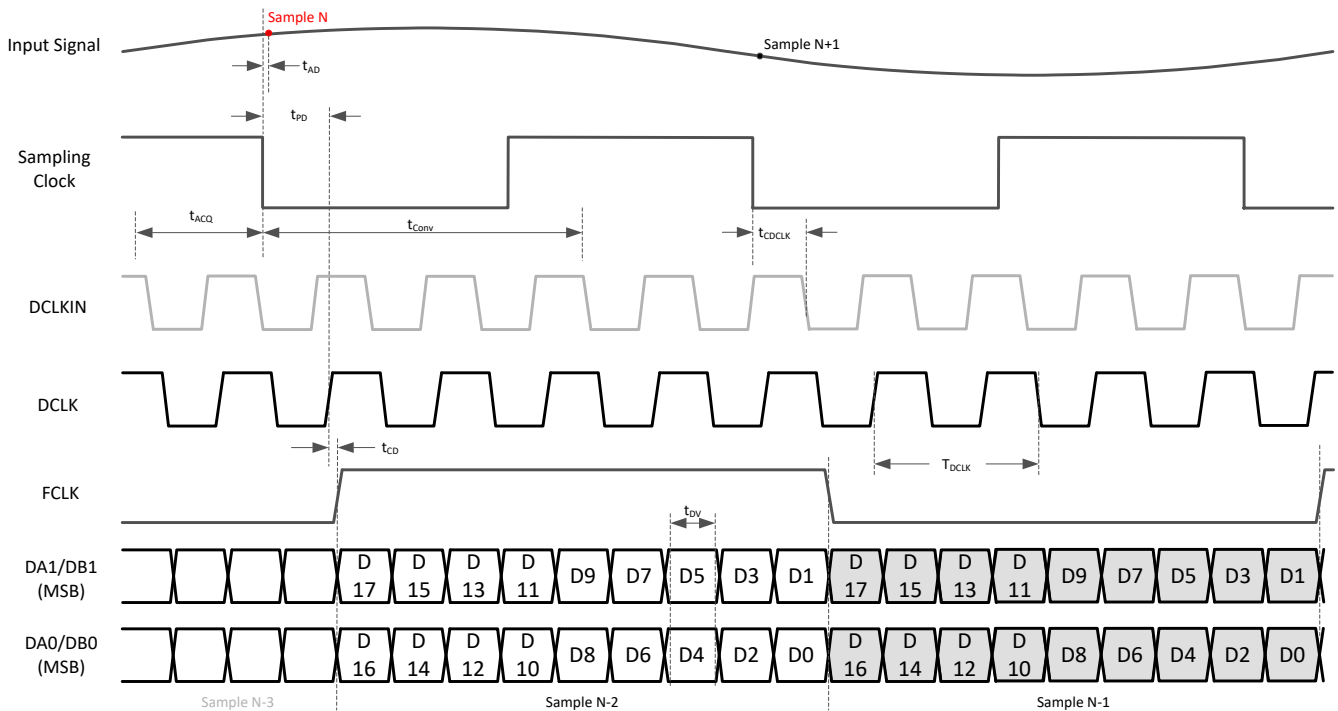 Sample N
Input Signal
Sample N+1
tAD
tPD
Sampling
Clock
tACQ
tConv
tCDCLK
DCLKIN
DCLK
tCD
TDCLK
FCLK
tDV
DA1/DB1
(MSB)
D
17
D
15
D
13
D
11
D9
D7
D5
D3
D1
D
17
D
15
D
13
D
11
D9
D7
D5
D3
D1
DA0/DB0
(MSB)
D
16
D
14
D
12
D
10
D8
D6
D4
D2
D0
D
16
D
14
D
12
D
10
D8
D6
D4
D2
D0
Sample N-3
Sample N-2
Sample N-1